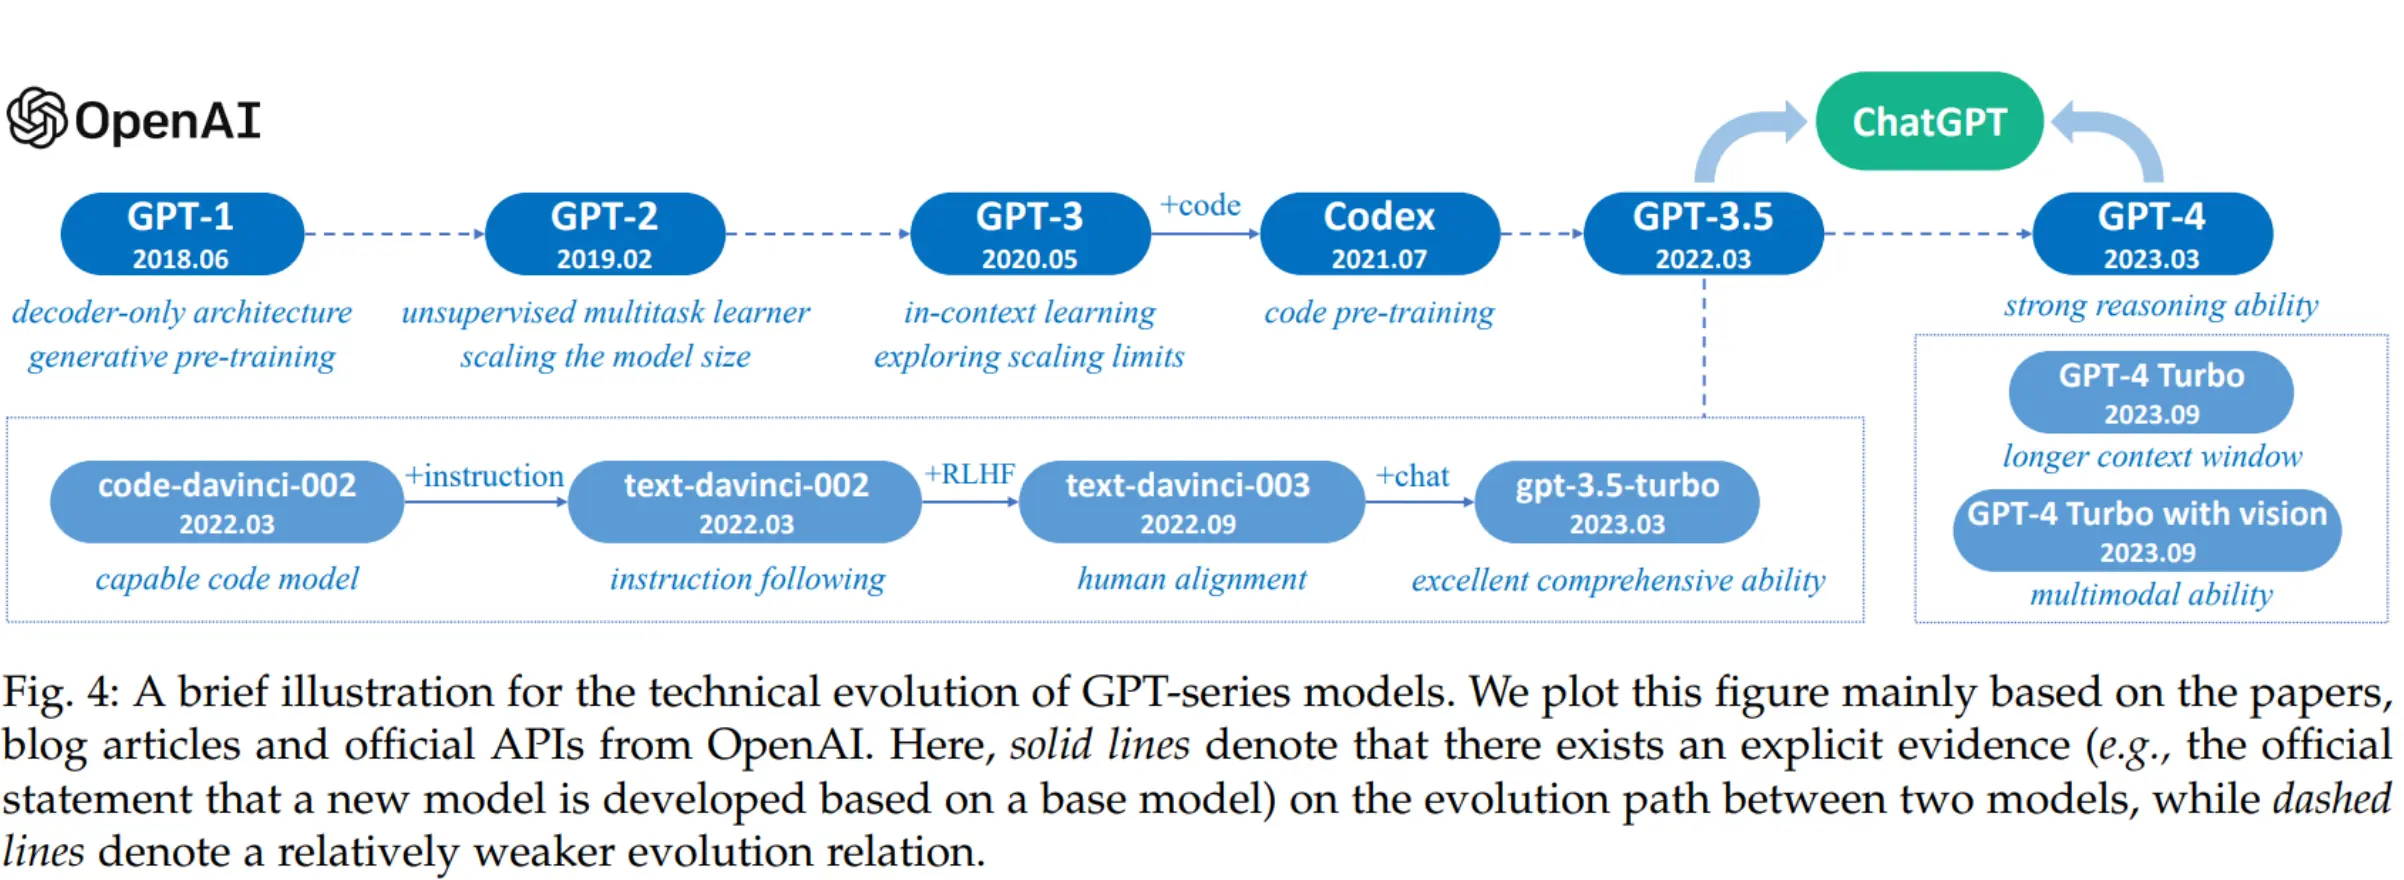 OpenAI
ChatGPT
GPT-1
2018.06
GPT-2
2019.02
GPT-3
2020.05
+code
Codex
2021.07
GPT-3.5
2022.03
GPT-4
2023.03
decoder-only architecture
generative pre-training
unsupervised multitask learner
scaling the model size
in-context learning
exploring scaling limits
code pre-training
strong reasoning ability
GPT-4 Turbo
2023.09
longer context window
GPT-4 Turbo with vision
2023.09
multimodal ability
code-davinci-002
2022.03
+instruction
text-davinci-002
2022.03
+RLHF
text-davinci-003
2022.09
+chat
gpt-3.5-turbo
2023.03
capable code model
instruction following
human alignment
excellent comprehensive ability
Fig. 4: A brief illustration for the technical evolution of GPT-series models. We plot this figure mainly based on the papers,
blog articles and official APIs from OpenAI. Here, solid lines denote that there exists an explicit evidence (e.g., the official
statement that a new model is developed based on a base model) on the evolution path between two models, while dashed
lines denote a relatively weaker evolution relation.